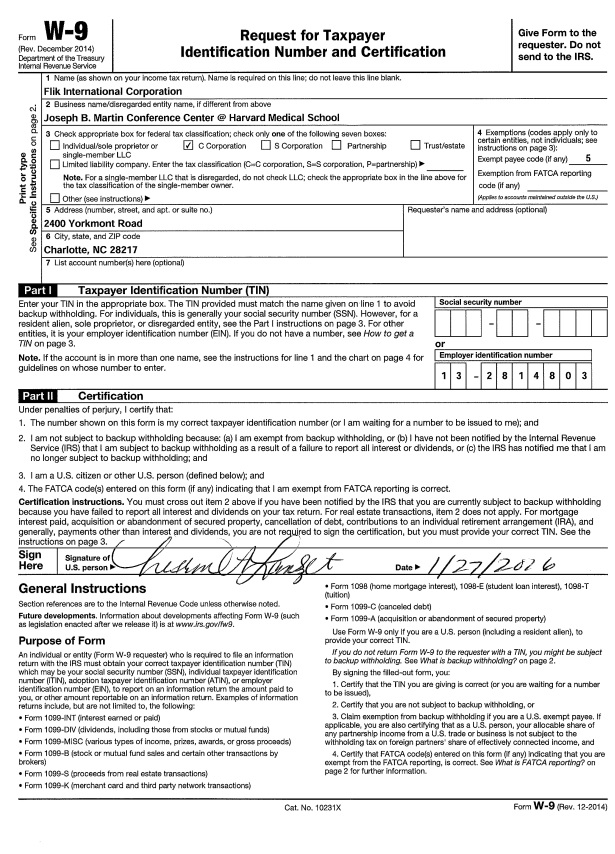 Form W-9
(Rev. December 2014)
Department of the Treasury
Internal Revenue Service
Request for Taxpayer
Identification Number and Certification
Give Form to the
requester. Do not
send to the IRS.
Print or type
See Specific Instructions on page 2.
1 Name (as shown on your income tax return). Name is required on this line; do not leave this line blank.
Flik International Corporation
2 Business name/disregarded entity name, if different from above
Joseph B. Martin Conference Center @ Harvard Medical School
3 Check appropriate box for federal tax classification; check only one of the following seven boxes:
Individual/sole proprietor or
single-member LLC
✓ C Corporation
S Corporation
Partnership
Trust/estate
Limited liability company. Enter the tax classification (C=C corporation, S=S corporation, P=partnership) ▶
Note. For a single-member LLC that is disregarded, do not check LLC; check the appropriate box in the line above for
the tax classification of the single-member owner.
Other (see instructions) ▶
4 Exemptions (codes apply only to
certain entities, not individuals; see
instructions on page 3):
Exempt payee code (if any) 5
Exemption from FATCA reporting
code (if any)
(Applies to accounts maintained outside the U.S.)
5 Address (number, street, and apt. or suite no.)
2400 Yorkmont Road
Requester's name and address (optional)
6 City, state, and ZIP code
Charlotte, NC 28217
7 List account number(s) here (optional)
Part I Taxpayer Identification Number (TIN)
Enter your TIN in the appropriate box. The TIN provided must match the name given on line 1 to avoid
backup withholding. For individuals, this is generally your social security number (SSN). However, for a
resident alien, sole proprietor, or disregarded entity, see the Part I instructions on page 3. For other
entities, it is your employer identification number (EIN). If you do not have a number, see How to get a
TIN on page 3.
Note. If the account is in more than one name, see the instructions for line 1 and the chart on page 4 for
guidelines on whose number to enter.
Social security number
– –
or
Employer identification number
1 3 – 2 8 1 4 8 0 3
Part II Certification
Under penalties of perjury, I certify that:
1. The number shown on this form is my correct taxpayer identification number (or I am waiting for a number to be issued to me); and
2. I am not subject to backup withholding because: (a) I am exempt from backup withholding, or (b) I have not been notified by the Internal Revenue
Service (IRS) that I am subject to backup withholding as a result of a failure to report all interest or dividends, or (c) the IRS has notified me that I am
no longer subject to backup withholding; and
3. I am a U.S. citizen or other U.S. person (defined below); and
4. The FATCA code(s) entered on this form (if any) indicating that I am exempt from FATCA reporting is correct.
Certification instructions. You must cross out item 2 above if you have been notified by the IRS that you are currently subject to backup withholding
because you have failed to report all interest and dividends on your tax return. For real estate transactions, item 2 does not apply. For mortgage
interest paid, acquisition or abandonment of secured property, cancellation of debt, contributions to an individual retirement arrangement (IRA), and
generally, payments other than interest and dividends, you are not required to sign the certification, but you must provide your correct TIN. See the
instructions on page 3.
Sign
Here
Signature of
U.S. person ▶
Date ▶ 1/27/2016
General Instructions
Section references are to the Internal Revenue Code unless otherwise noted.
Future developments. Information about developments affecting Form W-9 (such
as legislation enacted after we release it) is at www.irs.gov/fw9.
Purpose of Form
An individual or entity (Form W-9 requester) who is required to file an information
return with the IRS must obtain your correct taxpayer identification number (TIN)
which may be your social security number (SSN), individual taxpayer identification
number (ITIN), adoption taxpayer identification number (ATIN), or employer
identification number (EIN), to report on an information return the amount paid to
you, or other amount reportable on an information return. Examples of information
returns include, but are not limited to, the following:
• Form 1099-INT (interest earned or paid)
• Form 1099-DIV (dividends, including those from stocks or mutual funds)
• Form 1099-MISC (various types of income, prizes, awards, or gross proceeds)
• Form 1099-B (stock or mutual fund sales and certain other transactions by
brokers)
• Form 1099-S (proceeds from real estate transactions)
• Form 1099-K (merchant card and third party network transactions)
• Form 1098 (home mortgage interest), 1098-E (student loan interest), 1098-T
(tuition)
• Form 1099-C (canceled debt)
• Form 1099-A (acquisition or abandonment of secured property)
Use Form W-9 only if you are a U.S. person (including a resident alien), to
provide your correct TIN.
If you do not return Form W-9 to the requester with a TIN, you might be subject
to backup withholding. See What is backup withholding? on page 2.
By signing the filled-out form, you:
1. Certify that the TIN you are giving is correct (or you are waiting for a number
to be issued),
2. Certify that you are not subject to backup withholding, or
3. Claim exemption from backup withholding if you are a U.S. exempt payee. If
applicable, you are also certifying that as a U.S. person, your allocable share of
any partnership income from a U.S. trade or business is not subject to the
withholding tax on foreign partners' share of effectively connected income, and
4. Certify that FATCA code(s) entered on this form (if any) indicating that you are
exempt from the FATCA reporting, is correct. See What is FATCA reporting? on
page 2 for further information.
Cat. No. 10231X
Form W-9 (Rev. 12-2014)